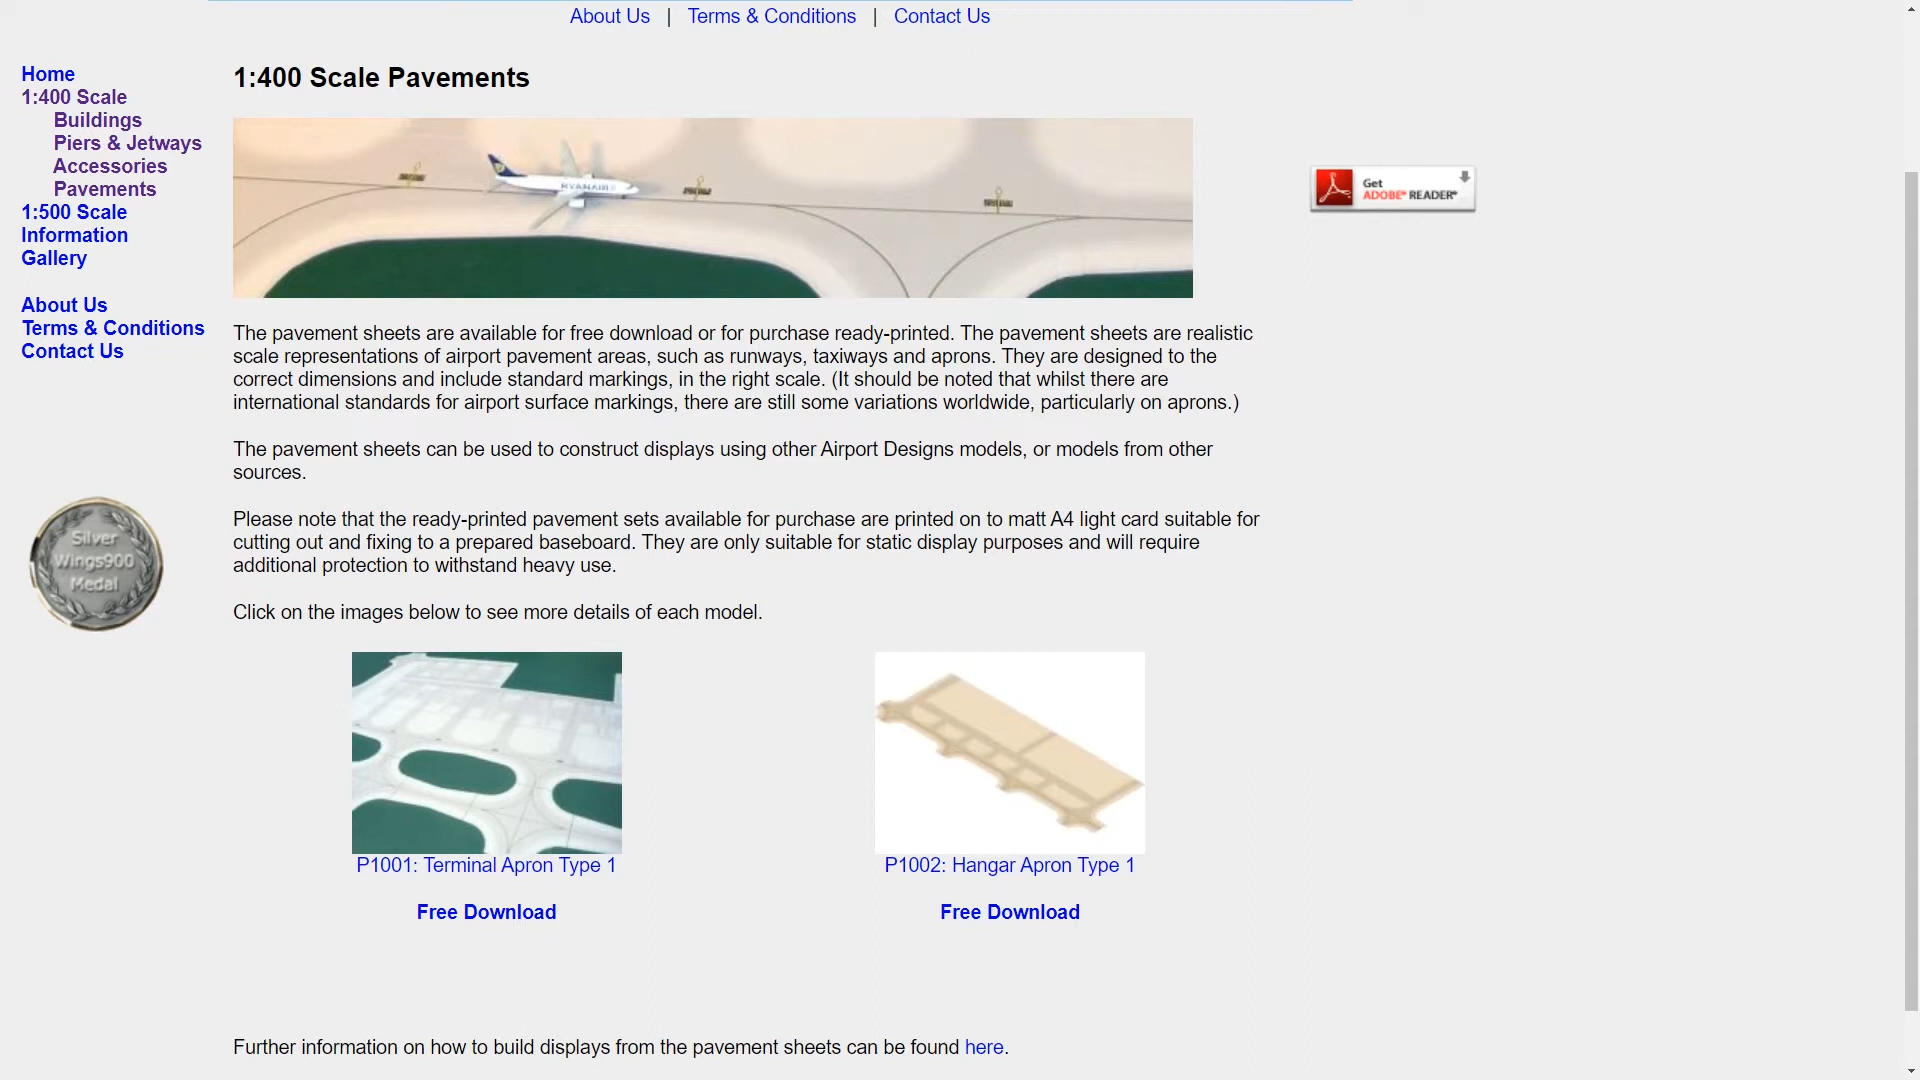 About Us | Terms & Conditions | Contact Us
Home
1:400 Scale
Buildings
Piers & Jetways
Accessories
Pavements
1:500 Scale
Information
Gallery
About Us
Terms & Conditions
Contact Us
Silver
Wings900
Medal
1:400 Scale Pavements
RYANAIR
Get
ADOBE® READER®
The pavement sheets are available for free download or for purchase ready-printed. The pavement sheets are realistic
scale representations of airport pavement areas, such as runways, taxiways and aprons. They are designed to the
correct dimensions and include standard markings, in the right scale. (It should be noted that whilst there are
international standards for airport surface markings, there are still some variations worldwide, particularly on aprons.)
The pavement sheets can be used to construct displays using other Airport Designs models, or models from other
sources.
Please note that the ready-printed pavement sets available for purchase are printed on to matt A4 light card suitable for
cutting out and fixing to a prepared baseboard. They are only suitable for static display purposes and will require
additional protection to withstand heavy use.
Click on the images below to see more details of each model.
P1001: Terminal Apron Type 1
Free Download
P1002: Hangar Apron Type 1
Free Download
Further information on how to build displays from the pavement sheets can be found here.